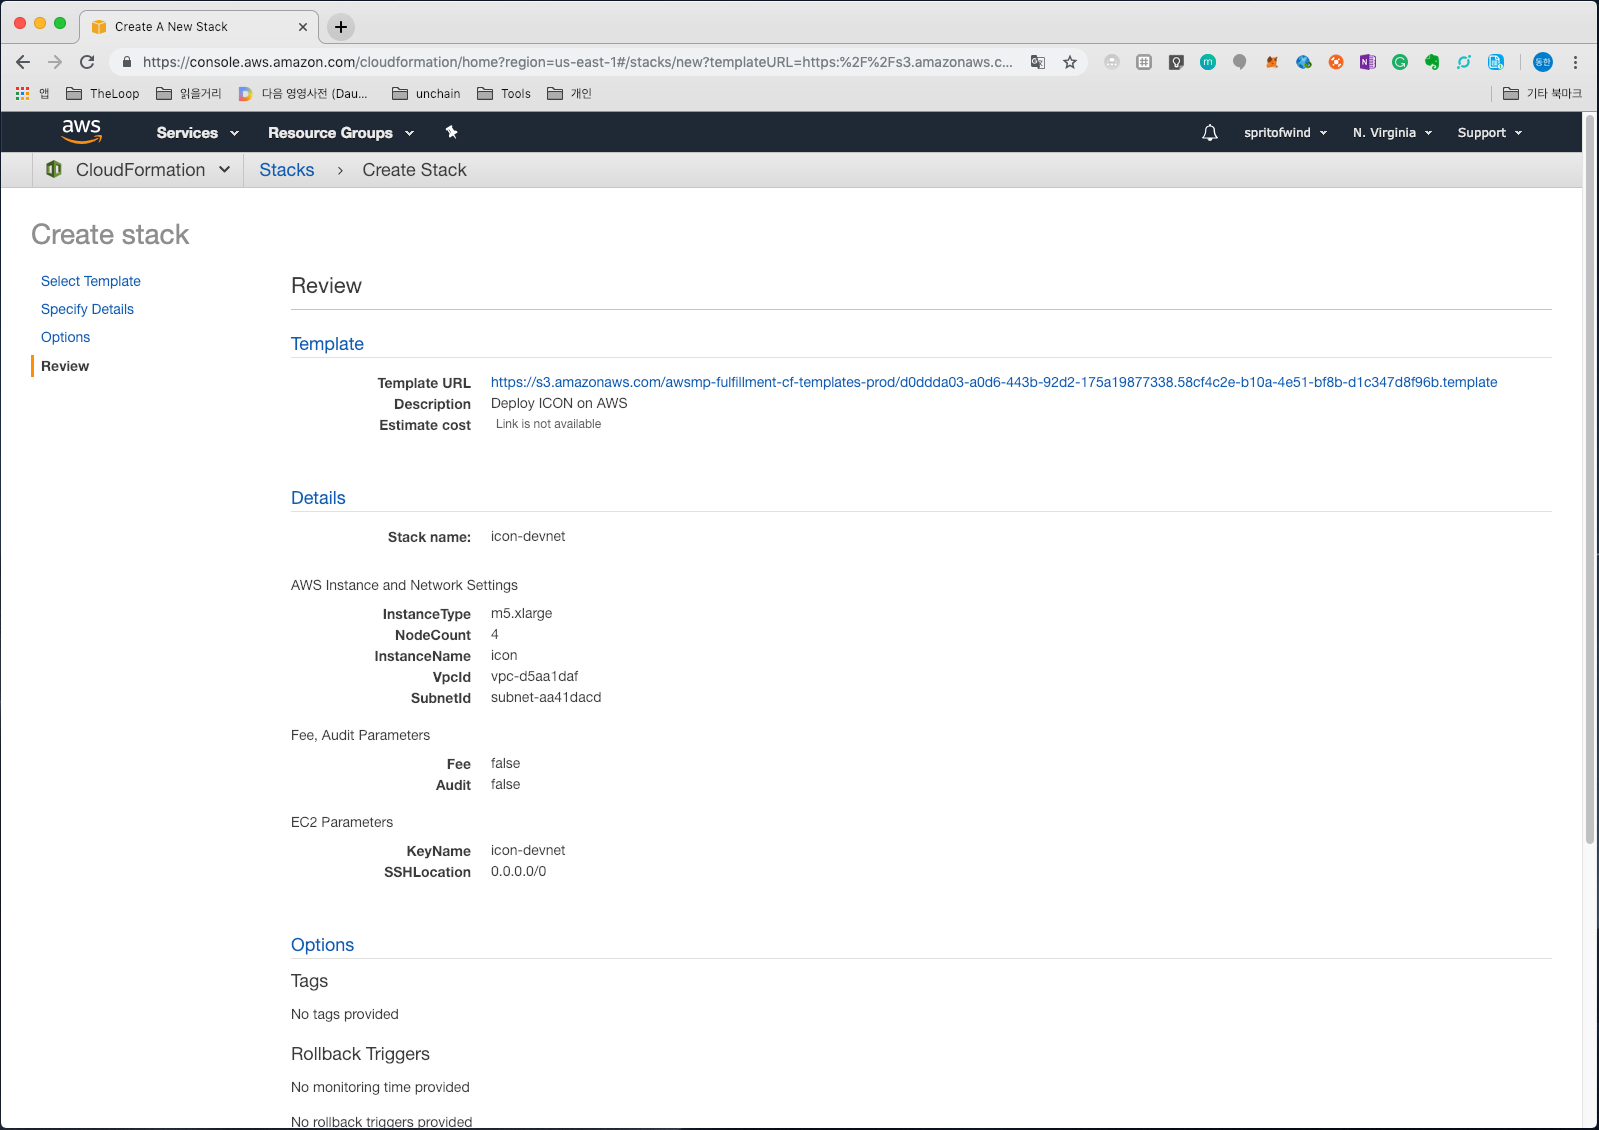 Create A New Stack
https://console.aws.amazon.com/cloudformation/home?region=us-east-1#/stacks/new?templateURL=https:%2F%2Fs3.amazonaws.c...
동한
앱 TheLoop 읽을거리 다음 영영사전 (Dau... unchain Tools 개인 기타 북마크
aws Services Resource Groups spritofwind N. Virginia Support
CloudFormation Stacks > Create Stack
Create stack
Select Template
Specify Details
Options
Review
Review
Template
Template URL https://s3.amazonaws.com/awsmp-fulfillment-cf-templates-prod/d0ddda03-a0d6-443b-92d2-175a19877338.58cf4c2e-b10a-4e51-bf8b-d1c347d8f96b.template
Description Deploy ICON on AWS
Estimate cost Link is not available
Details
Stack name: icon-devnet
AWS Instance and Network Settings
InstanceType m5.xlarge
NodeCount 4
InstanceName icon
VpcId vpc-d5aa1daf
SubnetId subnet-aa41dacd
Fee, Audit Parameters
Fee false
Audit false
EC2 Parameters
KeyName icon-devnet
SSHLocation 0.0.0.0/0
Options
Tags
No tags provided
Rollback Triggers
No monitoring time provided
No rollback triggers provided